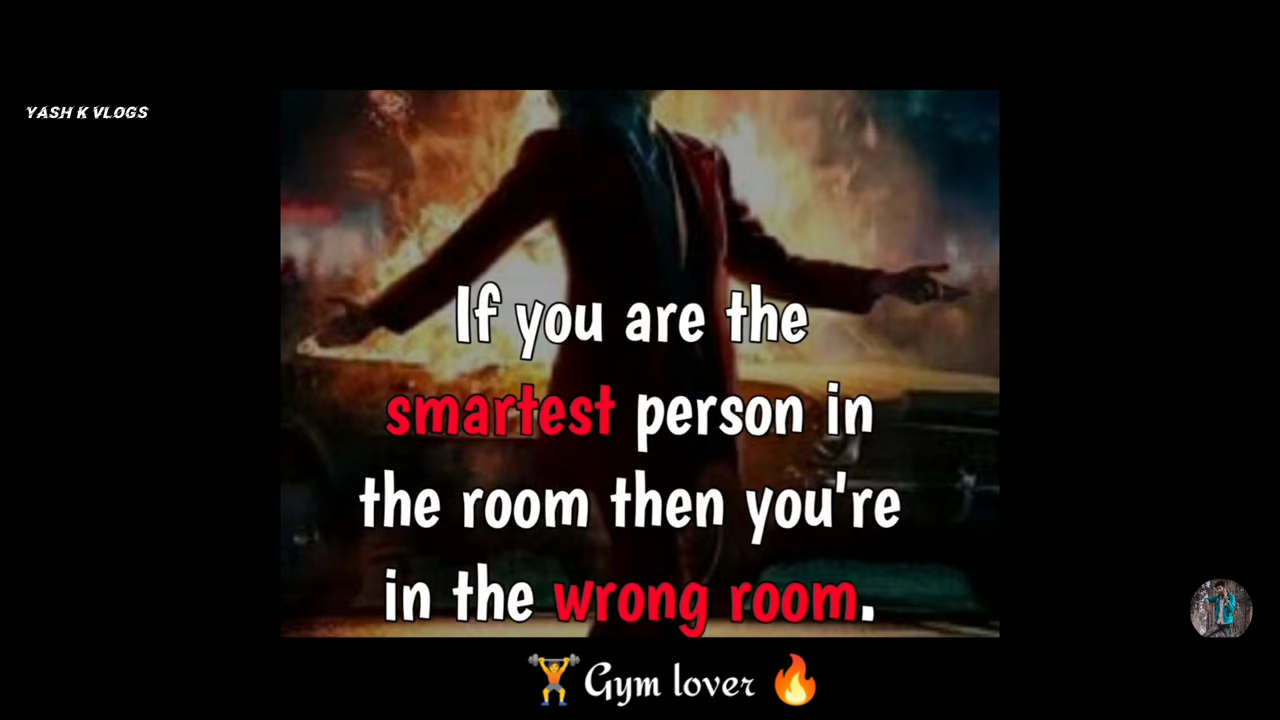 YASH K VLOGS
If you are the
smartest person in
the room then you're
in the wrong room.
🏋️Gym lover 🔥